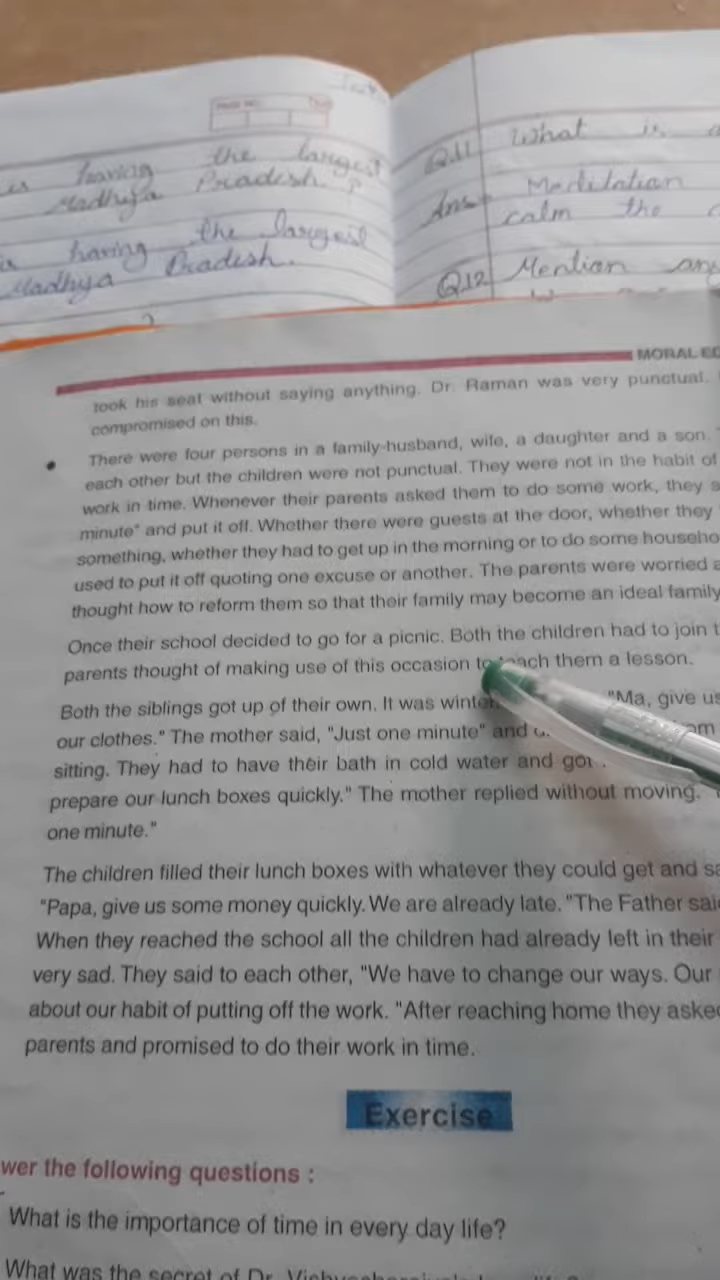 PAGE NO.
is having the largest
Madhya Pradesh ?
is having the largest
Madhya Pradesh.
Q.11 What is
Ans Meditation
calm the
Q.12 Mention any
MORAL ED
took his seat without saying anything. Dr. Raman was very punctual.
compromised on this.
• There were four persons in a family-husband, wife, a daughter and a son.
each other but the children were not punctual. They were not in the habit of
work in time. Whenever their parents asked them to do some work, they s
minute" and put it off. Whether there were guests at the door, whether they
something, whether they had to get up in the morning or to do some househo
used to put it off quoting one excuse or another. The parents were worried a
thought how to reform them so that their family may become an ideal family
Once their school decided to go for a picnic. Both the children had to join t
parents thought of making use of this occasion to teach them a lesson.
Both the siblings got up of their own. It was winter. "Ma, give us
our clothes." The mother said, "Just one minute" and
sitting. They had to have their bath in cold water and got
prepare our lunch boxes quickly." The mother replied without moving.
one minute."
The children filled their lunch boxes with whatever they could get and sa
"Papa, give us some money quickly. We are already late. "The Father said
When they reached the school all the children had already left in their
very sad. They said to each other, "We have to change our ways. Our
about our habit of putting off the work. "After reaching home they asked
parents and promised to do their work in time.
Exercise
wer the following questions :
What is the importance of time in every day life?
What was the secret of Dr.